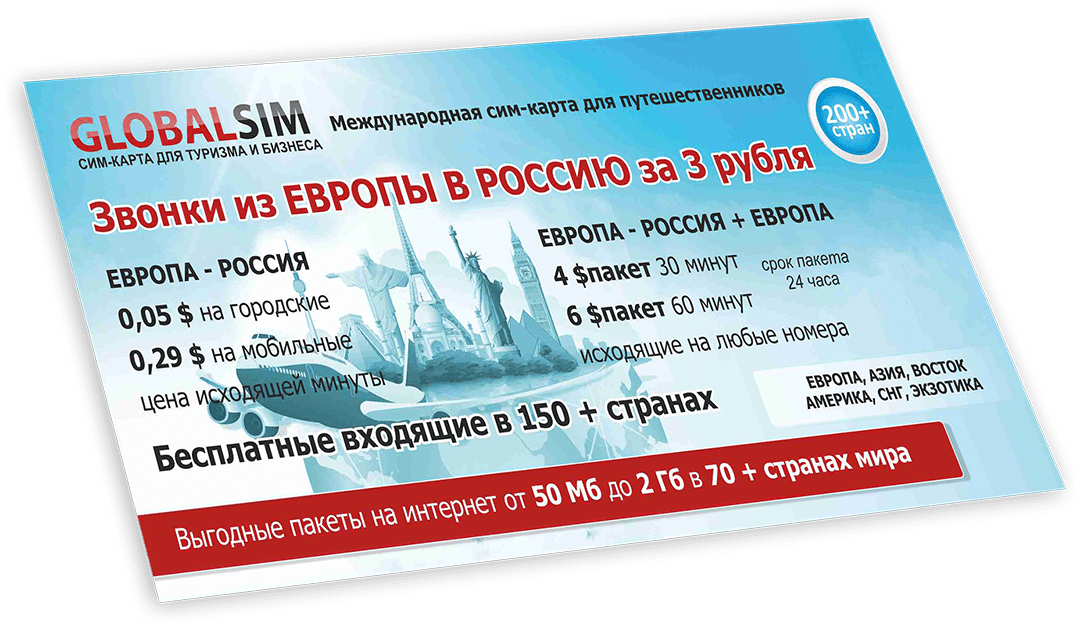 GLOBALSIM
СИМ-КАРТА ДЛЯ ТУРИЗМА И БИЗНЕСА
Международная сим-карта для путешественников
200+
стран
Звонки из ЕВРОПЫ В РОССИЮ за 3 рубля
ЕВРОПА - РОССИЯ
0,05 $ на городские
0,29 $ на мобильные
цена исходящей минуты
ЕВРОПА - РОССИЯ + ЕВРОПА
4 $пакет 30 минут
6 $пакет 60 минут
срок пакета
24 часа
исходящие на любые номера
Бесплатные входящие в 150 + странах
ЕВРОПА, АЗИЯ, ВОСТОК
АМЕРИКА, СНГ, ЭКЗОТИКА
Выгодные пакеты на интернет от 50 Мб до 2 Гб в 70 + странах мира